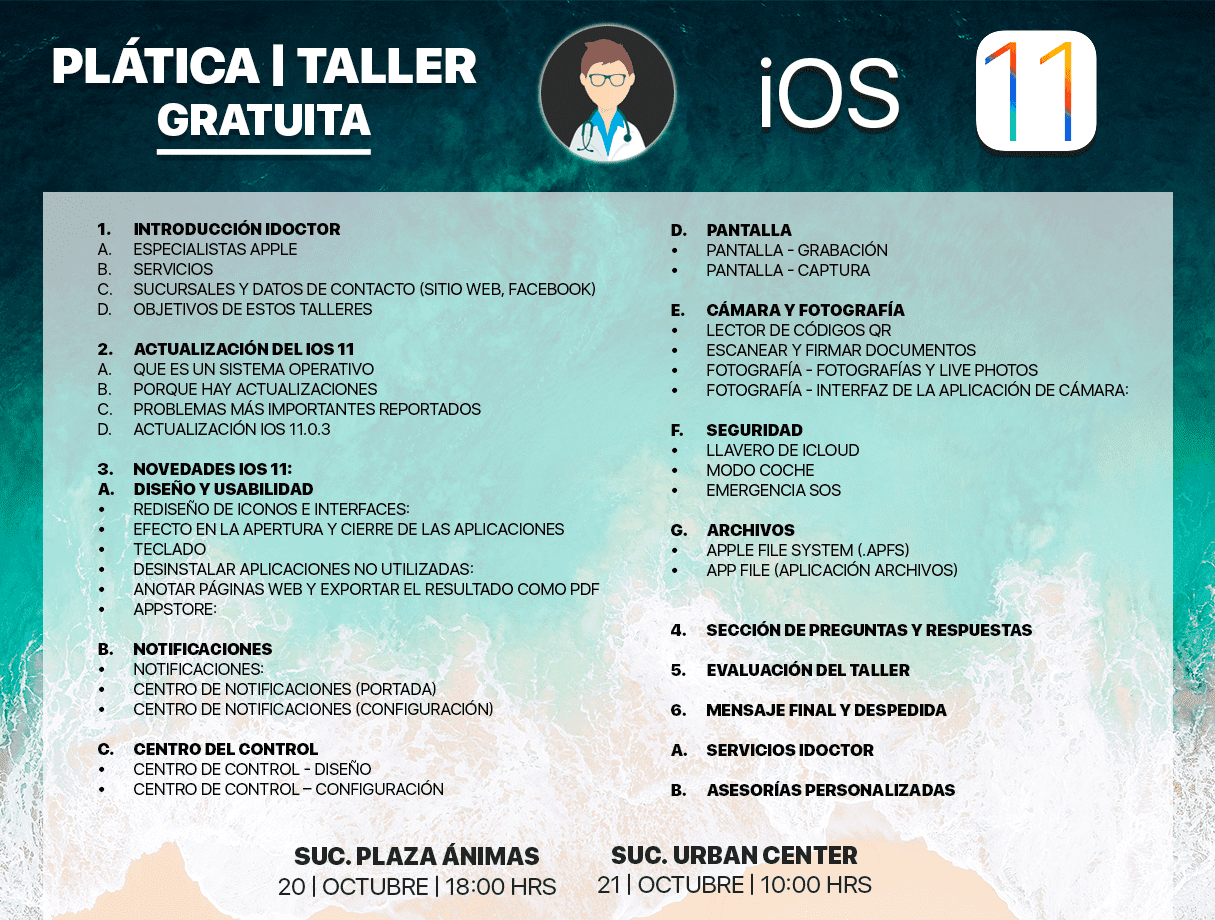 PLÁTICA | TALLER
GRATUITA
iOS
11
1. INTRODUCCIÓN IDOCTOR
A. ESPECIALISTAS APPLE
B. SERVICIOS
C. SUCURSALES Y DATOS DE CONTACTO (SITIO WEB, FACEBOOK)
D. OBJETIVOS DE ESTOS TALLERES
2. ACTUALIZACIÓN DEL IOS 11
A. QUE ES UN SISTEMA OPERATIVO
B. PORQUE HAY ACTUALIZACIONES
C. PROBLEMAS MÁS IMPORTANTES REPORTADOS
D. ACTUALIZACIÓN IOS 11.0.3
3. NOVEDADES IOS 11:
A. DISEÑO Y USABILIDAD
• REDISEÑO DE ICONOS E INTERFACES:
• EFECTO EN LA APERTURA Y CIERRE DE LAS APLICACIONES
• TECLADO
• DESINSTALAR APLICACIONES NO UTILIZADAS:
• ANOTAR PÁGINAS WEB Y EXPORTAR EL RESULTADO COMO PDF
• APPSTORE:
B. NOTIFICACIONES
• NOTIFICACIONES:
• CENTRO DE NOTIFICACIONES (PORTADA)
• CENTRO DE NOTIFICACIONES (CONFIGURACIÓN)
C. CENTRO DEL CONTROL
• CENTRO DE CONTROL - DISEÑO
• CENTRO DE CONTROL – CONFIGURACIÓN
D. PANTALLA
• PANTALLA - GRABACIÓN
• PANTALLA - CAPTURA
E. CÁMARA Y FOTOGRAFÍA
• LECTOR DE CÓDIGOS QR
• ESCANEAR Y FIRMAR DOCUMENTOS
• FOTOGRAFÍA - FOTOGRAFÍAS Y LIVE PHOTOS
• FOTOGRAFÍA - INTERFAZ DE LA APLICACIÓN DE CÁMARA:
F. SEGURIDAD
• LLAVERO DE ICLOUD
• MODO COCHE
• EMERGENCIA SOS
G. ARCHIVOS
• APPLE FILE SYSTEM (.APFS)
• APP FILE (APLICACIÓN ARCHIVOS)
4. SECCIÓN DE PREGUNTAS Y RESPUESTAS
5. EVALUACIÓN DEL TALLER
6. MENSAJE FINAL Y DESPEDIDA
A. SERVICIOS IDOCTOR
B. ASESORÍAS PERSONALIZADAS
SUC. PLAZA ÁNIMAS
20 | OCTUBRE | 18:00 HRS
SUC. URBAN CENTER
21 | OCTUBRE | 10:00 HRS